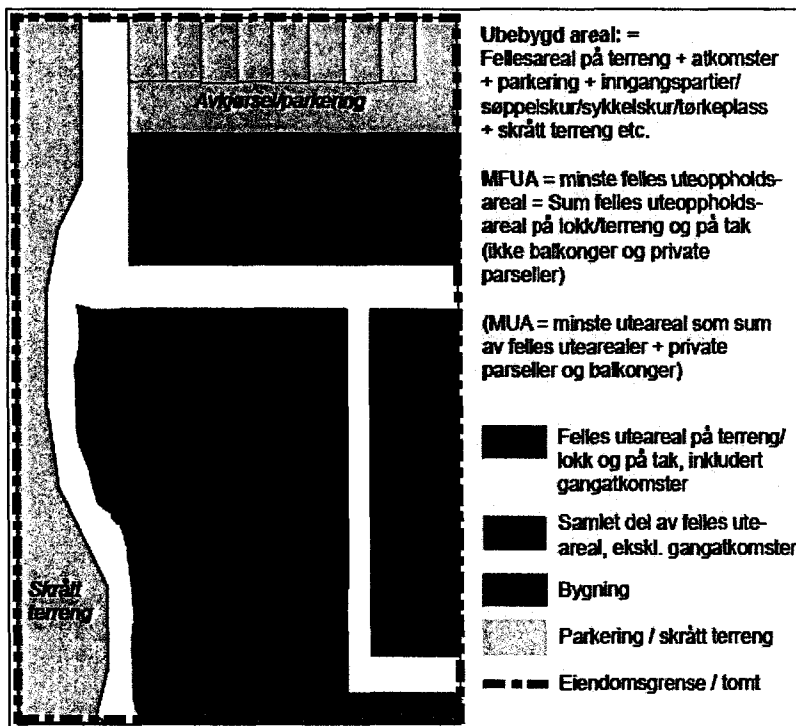 Avkjørsel/parkering
Skrått
terreng
Ubebygd areal: =
Fellesareal på terreng + atkomster
+ parkering + inngangspartier/
søppelskur/sykkelskur/tørkeplass
+ skrått terreng etc.
MFUA = minste felles uteoppholds-
areal = Sum felles uteoppholds-
areal på lokk/terreng og på tak
(ikke balkonger og private
parseller)
(MUA = minste uteareal som sum
av felles utearealer + private
parseller og balkonger)
Felles uteareal på terreng/
lokk og på tak, inkludert
gangatkomster
Samlet del av felles ute-
areal, ekskl. gangatkomster
Bygning
Parkering / skrått terreng
Eiendomsgrense / tomt